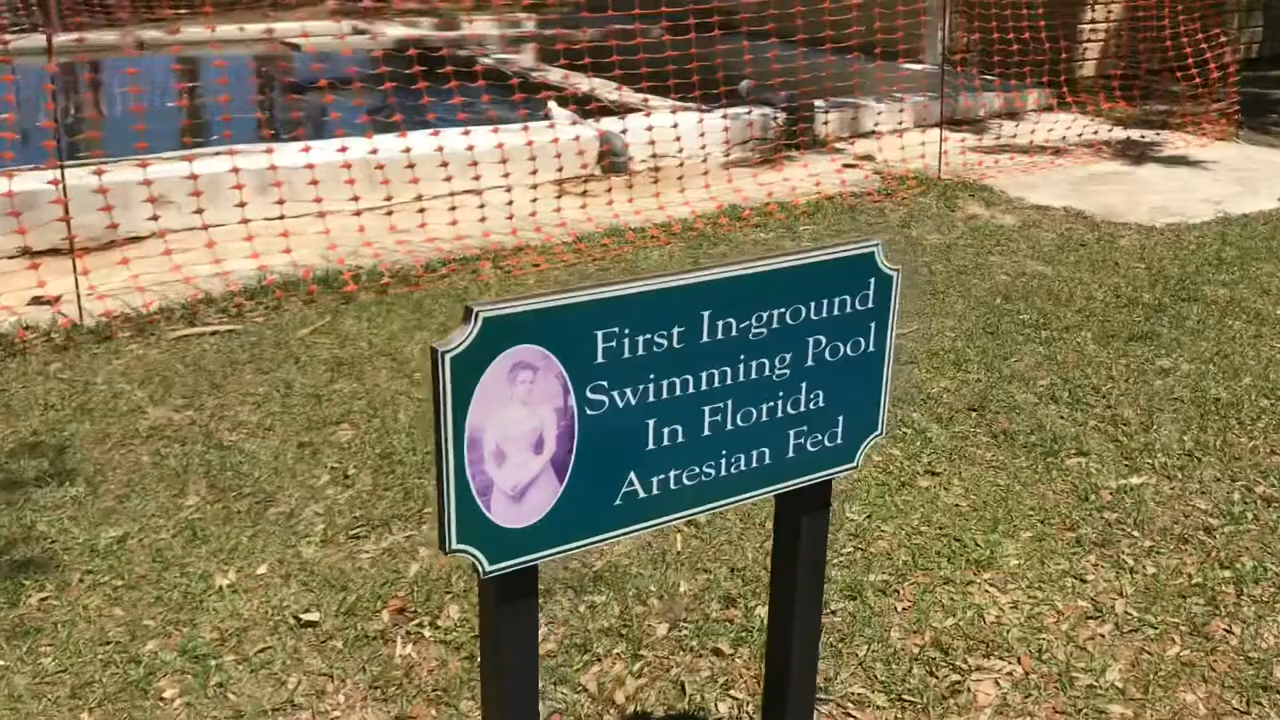 First In-ground
Swimming Pool
In Florida
Artesian Fed